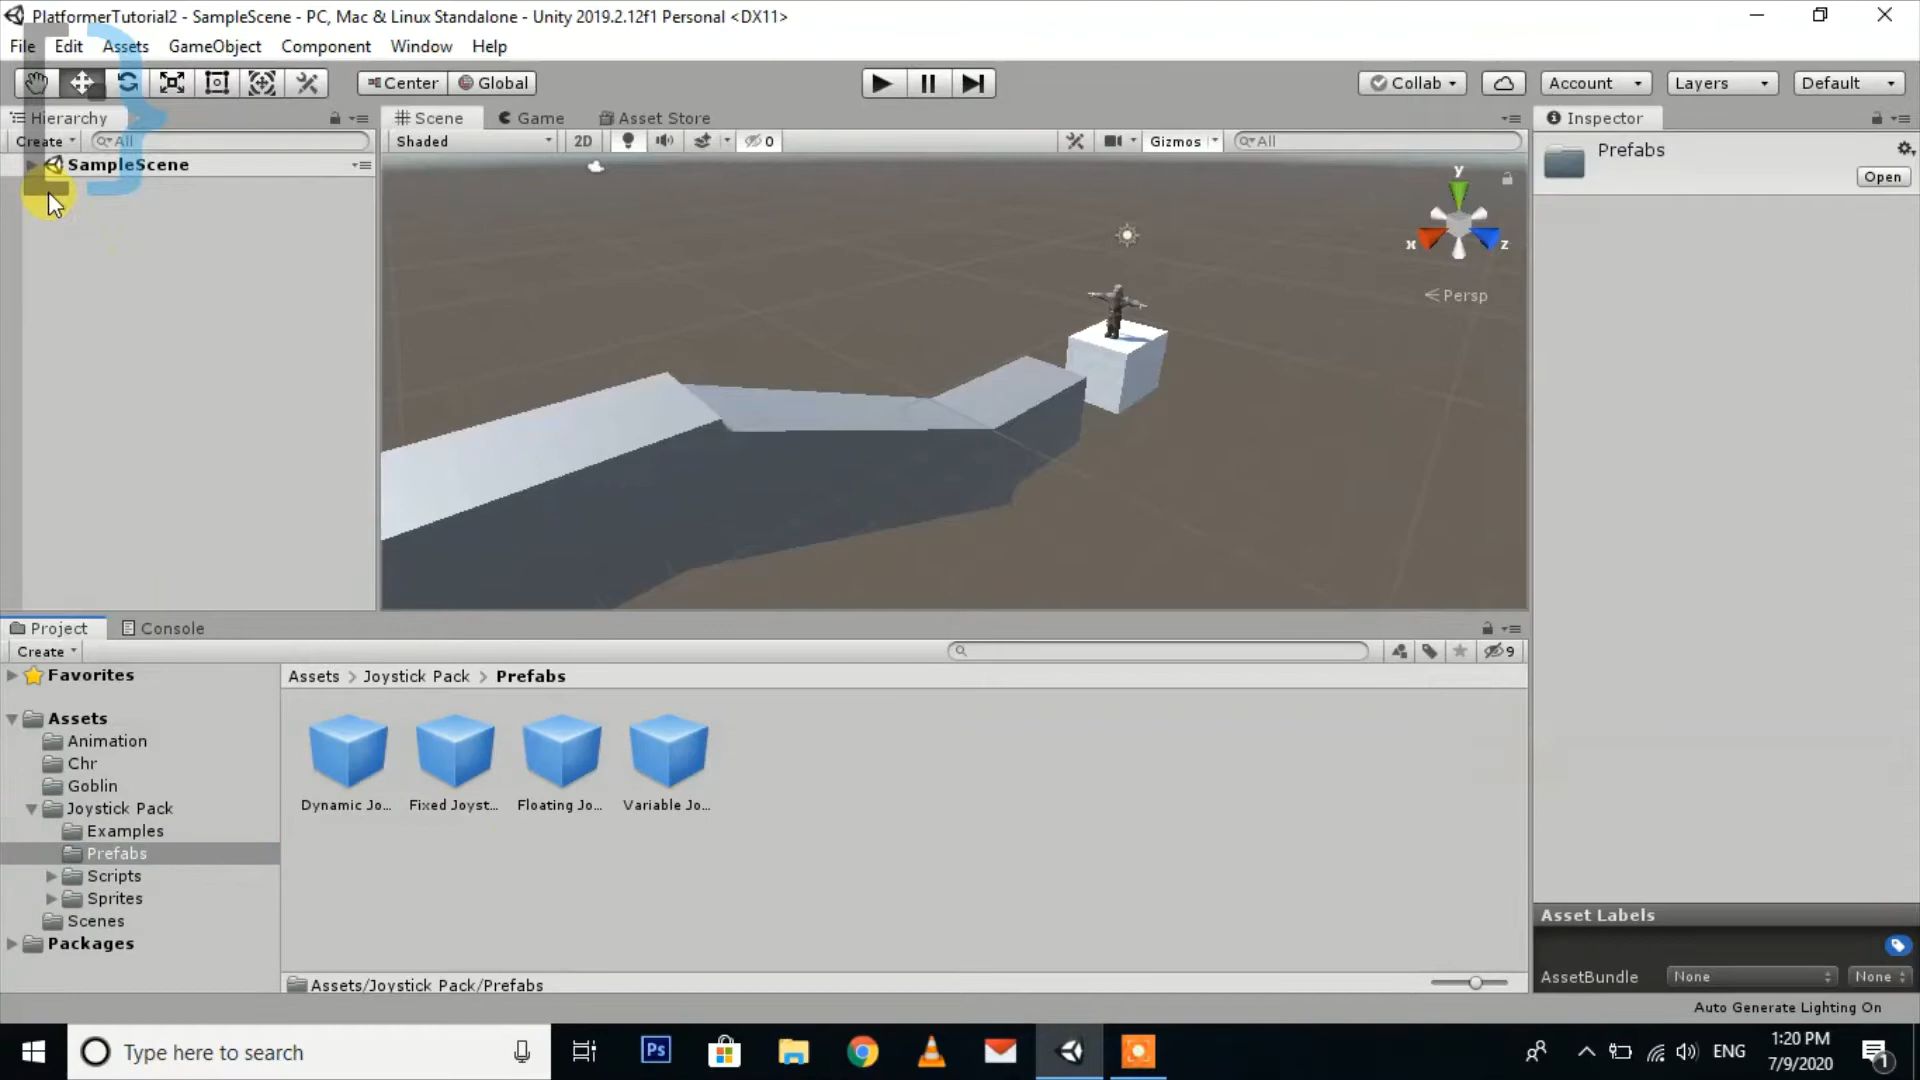 PlatformerTutorial2 - SampleScene - PC, Mac & Linux Standalone - Unity 2019.2.12f1 Personal <DX11>
File Edit Assets GameObject Component Window Help
Center Global Collab Account Layers Default
Hierarchy Scene Game Asset Store Inspector
Create All Shaded 2D 0 Gizmos All
SampleScene
Prefabs
Open
y
x z
Persp
Project Console
Create 9
Favorites
Assets > Joystick Pack > Prefabs
Assets
Animation
Chr
Goblin
Joystick Pack
Examples
Prefabs
Scripts
Sprites
Scenes
Packages
Dynamic Jo... Fixed Joyst... Floating Jo... Variable Jo...
Assets/Joystick Pack/Prefabs
Asset Labels
AssetBundle None None
Auto Generate Lighting On
Type here to search
Ps
ENG
1:20 PM
7/9/2020
1